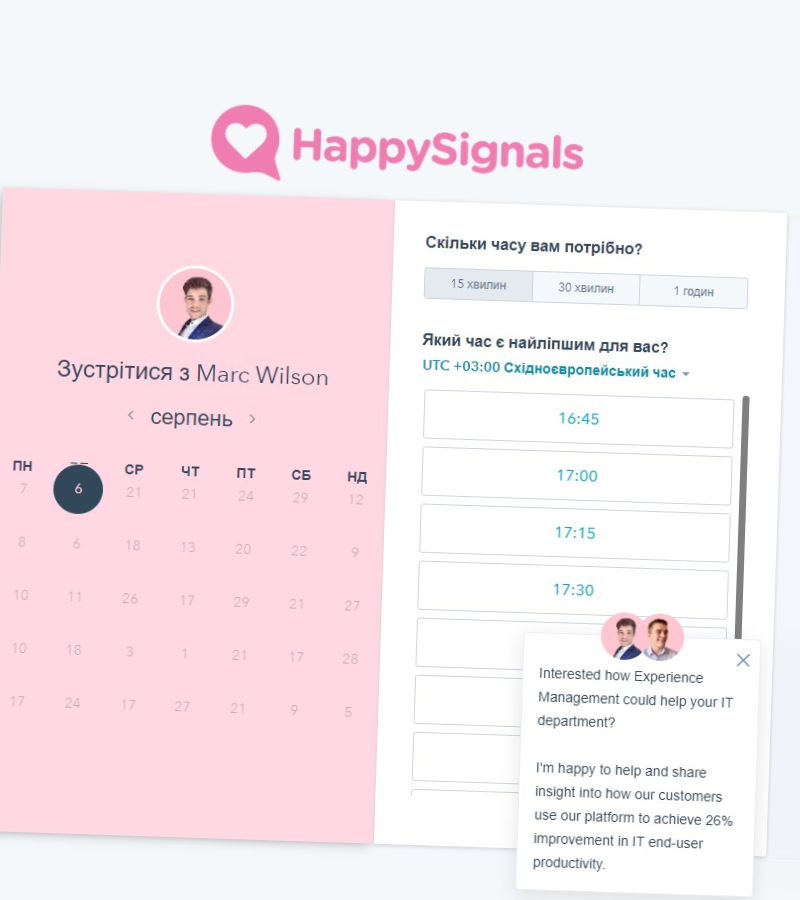 HappySignals
Зустрітися з Marc Wilson
серпень
ПН СР ЧТ ПТ СБ НД
7 6 21 21 24 29 12
8 6 18 13 20 22 9
10 11 26 17 29 21 27
10 18 3 1 21 17 28
17 24 17 27 21 9 5
Скільки часу вам потрібно?
15 хвилин 30 хвилин 1 годин
Який час є найліпшим для вас?
UTC +03:00 Східноєвропейський час
16:45
17:00
17:15
17:30
Interested how Experience
Management could help your IT
department?
I'm happy to help and share
insight into how our customers
use our platform to achieve 26%
improvement in IT end-user
productivity.